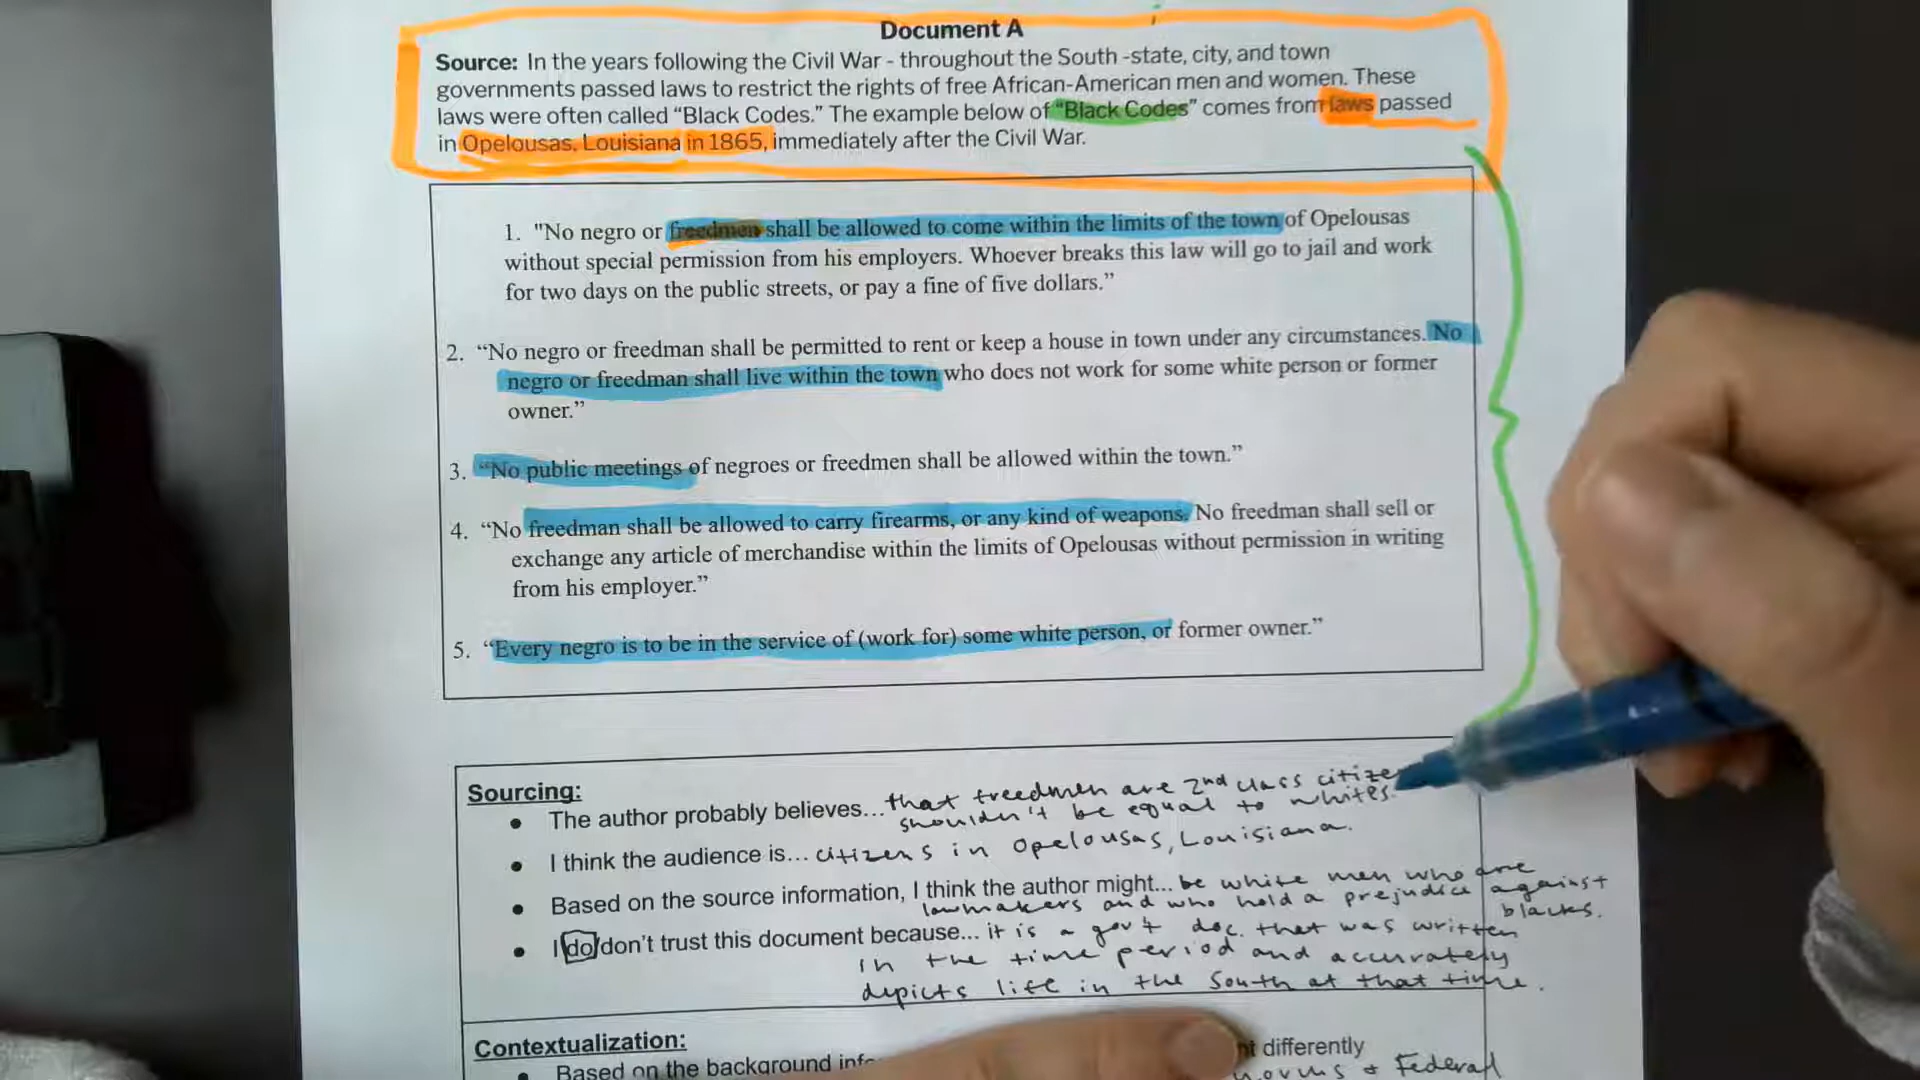 Document A
Source: In the years following the Civil War - throughout the South -state, city, and town
governments passed laws to restrict the rights of free African-American men and women. These
laws were often called “Black Codes.” The example below of “Black Codes” comes from laws passed
in Opelousas, Louisiana in 1865, immediately after the Civil War.
1. "No negro or freedmen shall be allowed to come within the limits of the town of Opelousas
without special permission from his employers. Whoever breaks this law will go to jail and work
for two days on the public streets, or pay a fine of five dollars.”
2. “No negro or freedman shall be permitted to rent or keep a house in town under any circumstances. No
negro or freedman shall live within the town who does not work for some white person or former
owner.”
3. “No public meetings of negroes or freedmen shall be allowed within the town.”
4. “No freedman shall be allowed to carry firearms, or any kind of weapons. No freedman shall sell or
exchange any article of merchandise within the limits of Opelousas without permission in writing
from his employer.”
5. “Every negro is to be in the service of (work for) some white person, or former owner.”
Sourcing:
• The author probably believes... that freedmen are 2nd class citize
shouldn't be equal to whites.
• I think the audience is... citizens in Opelousas, Louisiana.
• Based on the source information, I think the author might... be white men who are
lawmakers and who hold a prejudice against
blacks.
• I do/don’t trust this document because... it is a gov't doc. that was written
in the time period and accurately
depicts life in the South at that time.
Contextualization:
• Based on the background info differently
norms + Federal